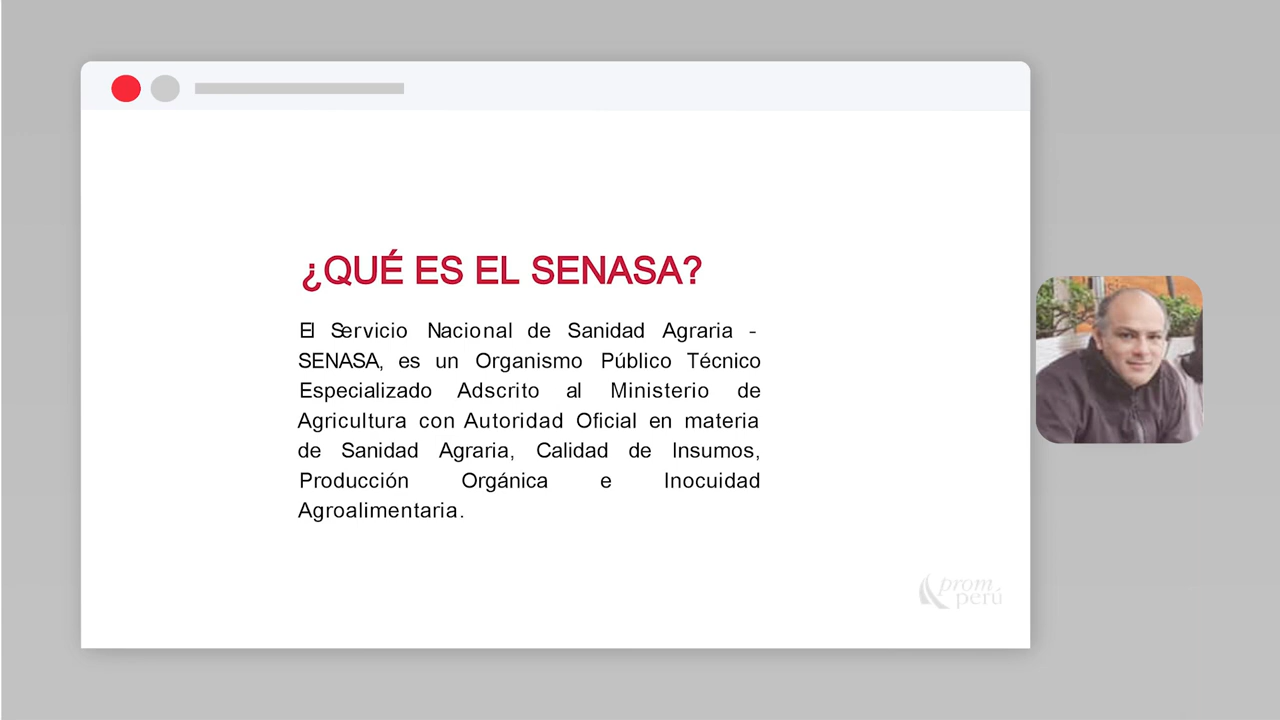 ¿QUÉ ES EL SENASA?
El Servicio Nacional de Sanidad Agraria -
SENASA, es un Organismo Público Técnico
Especializado Adscrito al Ministerio de
Agricultura con Autoridad Oficial en materia
de Sanidad Agraria, Calidad de Insumos,
Producción Orgánica e Inocuidad
Agroalimentaria.
prom
perú